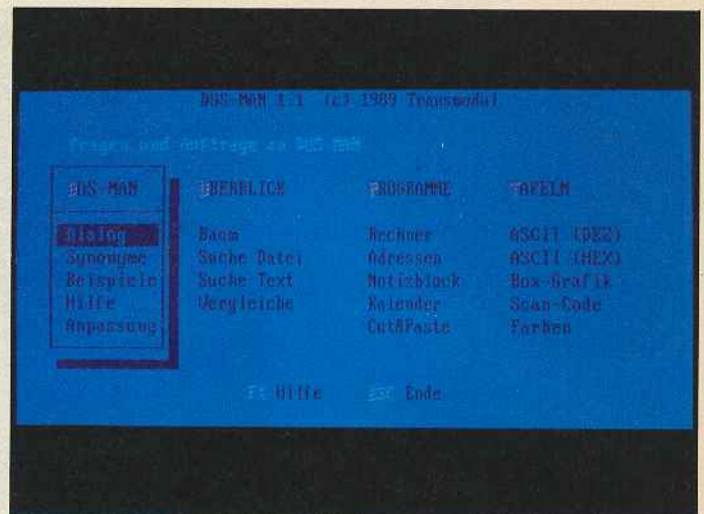 DOS-MAN 1.1 (c) 1989 Transmodul
Fragen und Aufträge an DOS-MAN
DOS-MAN ÜBERBLICK PROGRAMME TAFELN
Dialog Baum Rechner ASCII (DEZ)
Synonyme Suche Datei Adressen ASCII (HEX)
Beispiele Suche Text Notizblock Box-Grafik
Hilfe Vergleiche Kalender Scan-Code
Anpassung Cut&Paste Farben
F1 Hilfe ESC Ende